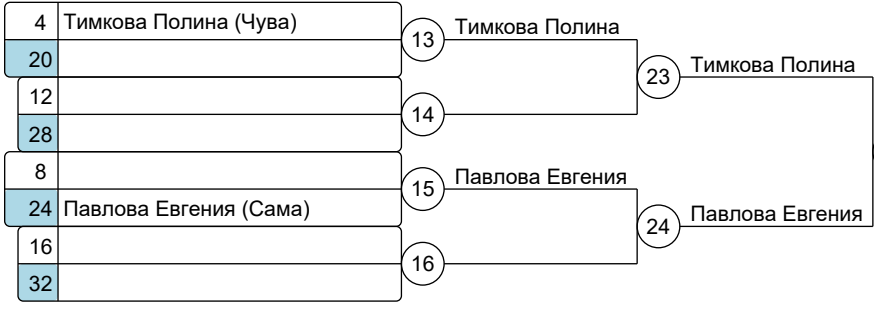 4 Тимкова Полина (Чува)
20
13 Тимкова Полина
12
28
14
23 Тимкова Полина
8
24 Павлова Евгения (Сама)
15 Павлова Евгения
16
32
16
24 Павлова Евгения